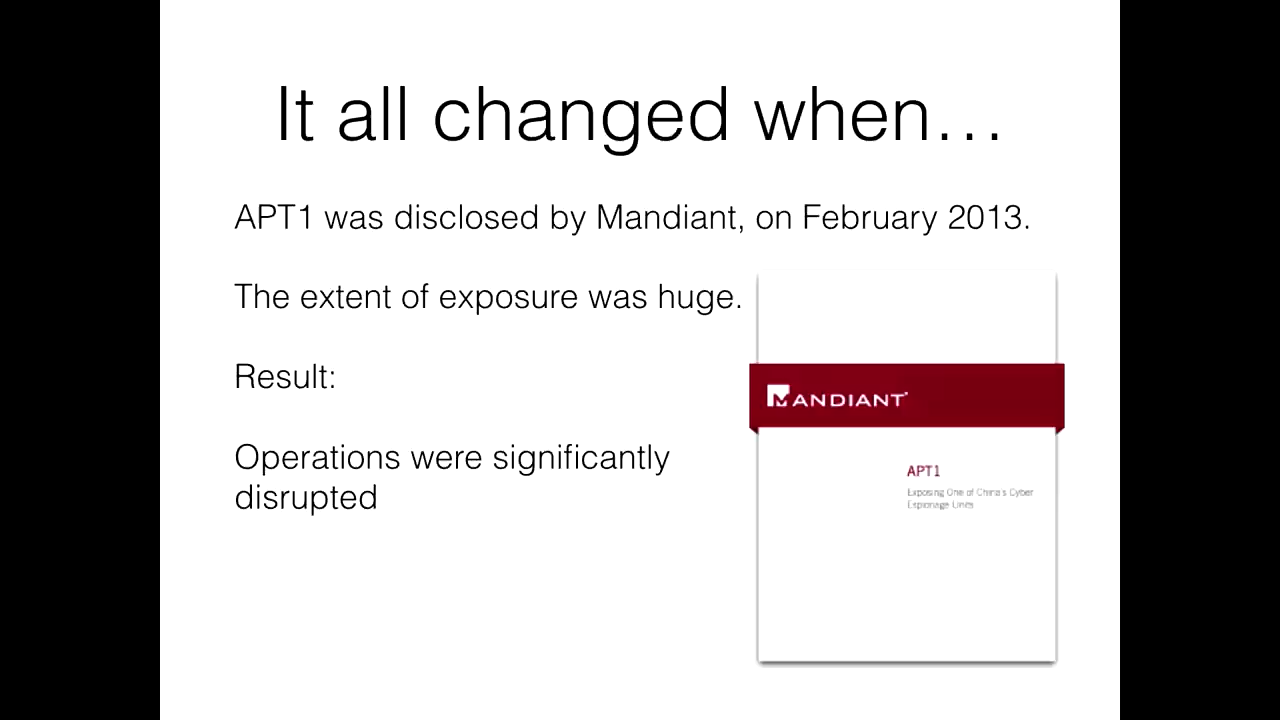 It all changed when…
APT1 was disclosed by Mandiant, on February 2013.
The extent of exposure was huge.
Result:
Operations were significantly
disrupted
MANDIANT
APT1
Exposing One of China's Cyber
Espionage Units